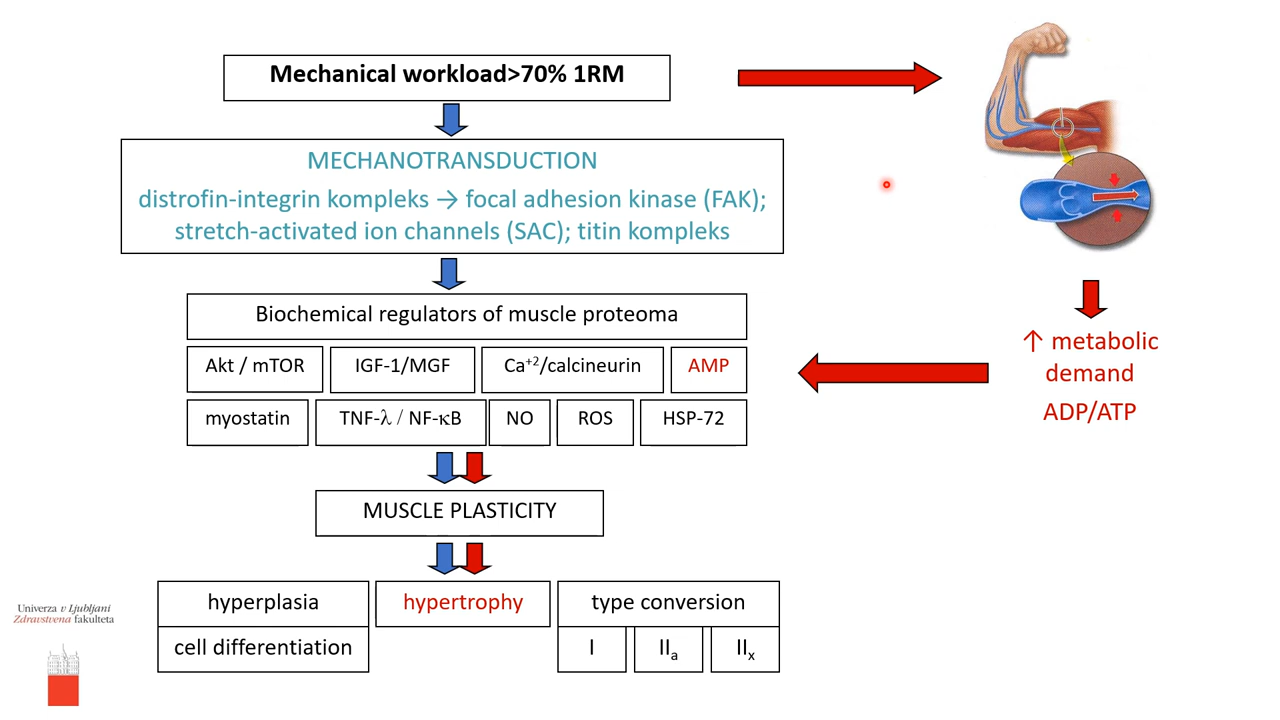 Mechanical workload>70% 1RM
MECHANOTRANSDUCTION
distrofin-integrin kompleks → focal adhesion kinase (FAK);
stretch-activated ion channels (SAC); titin kompleks
Biochemical regulators of muscle proteoma
Akt / mTOR
IGF-1/MGF
Ca⁺²/calcineurin
AMP
myostatin
TNF-λ / NF-κB
NO
ROS
HSP-72
↑ metabolic
demand
ADP/ATP
MUSCLE PLASTICITY
hyperplasia
hypertrophy
type conversion
cell differentiation
I
IIₐ
IIₓ
Univerza v Ljubljani
Zdravstvena fakulteta